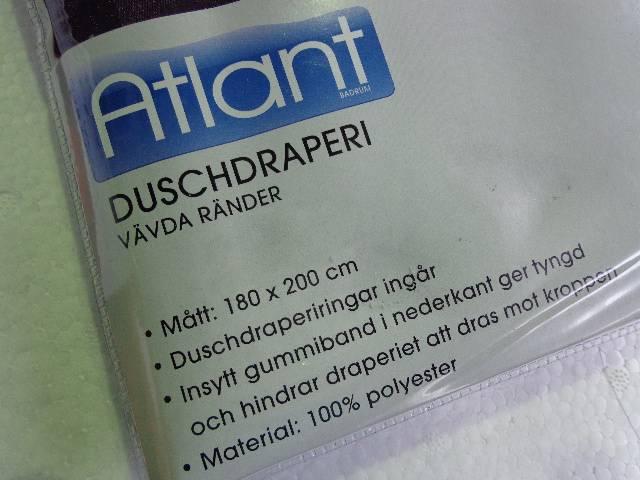 Atlant
BADRUM
DUSCHDRAPERI
VÄVDA RÄNDER
• Mått: 180 x 200 cm
• Duschdraperiringar ingår
• Insytt gummiband i nederkant ger tyngd
och hindrar draperiet att dras mot kroppen
• Material: 100% polyester